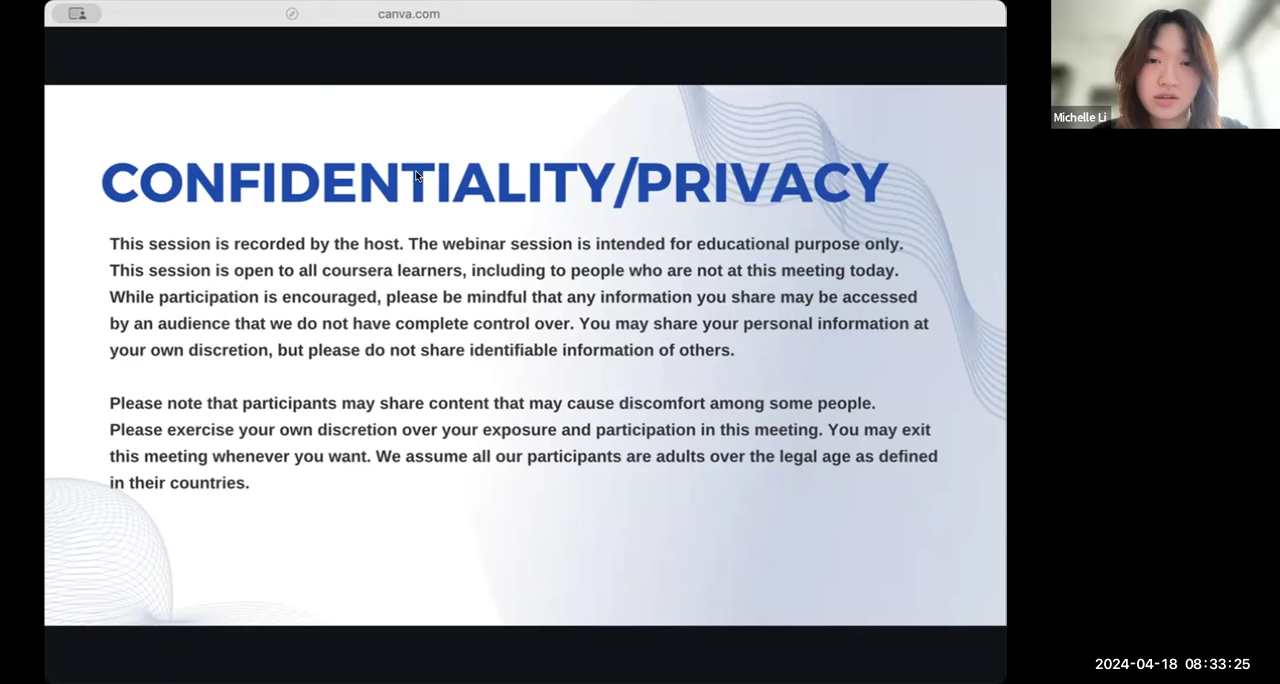 canva.com
CONFIDENTIALITY/PRIVACY
This session is recorded by the host. The webinar session is intended for educational purpose only.
This session is open to all coursera learners, including to people who are not at this meeting today.
While participation is encouraged, please be mindful that any information you share may be accessed
by an audience that we do not have complete control over. You may share your personal information at
your own discretion, but please do not share identifiable information of others.
Please note that participants may share content that may cause discomfort among some people.
Please exercise your own discretion over your exposure and participation in this meeting. You may exit
this meeting whenever you want. We assume all our participants are adults over the legal age as defined
in their countries.
Michelle Li
2024-04-18 08:33:25